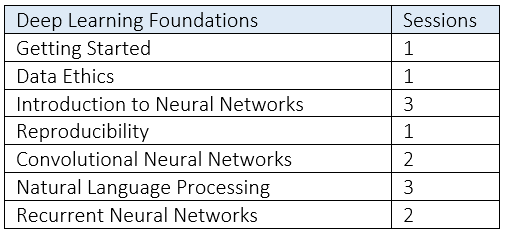 Deep Learning Foundations Sessions
Getting Started 1
Data Ethics 1
Introduction to Neural Networks 3
Reproducibility 1
Convolutional Neural Networks 2
Natural Language Processing 3
Recurrent Neural Networks 2